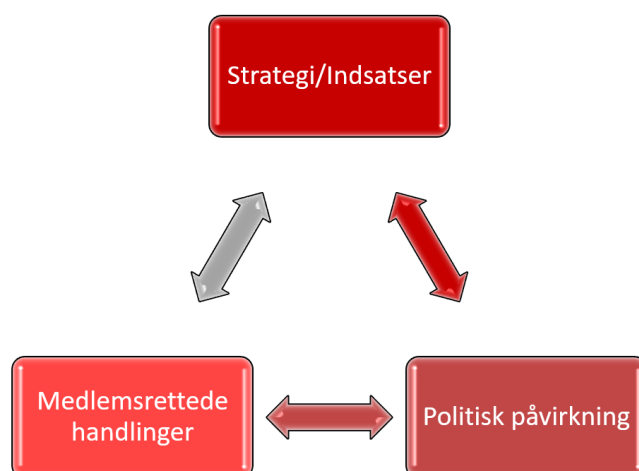 Strategi/Indsatser
Medlemsrettede
handlinger
Politisk påvirkning